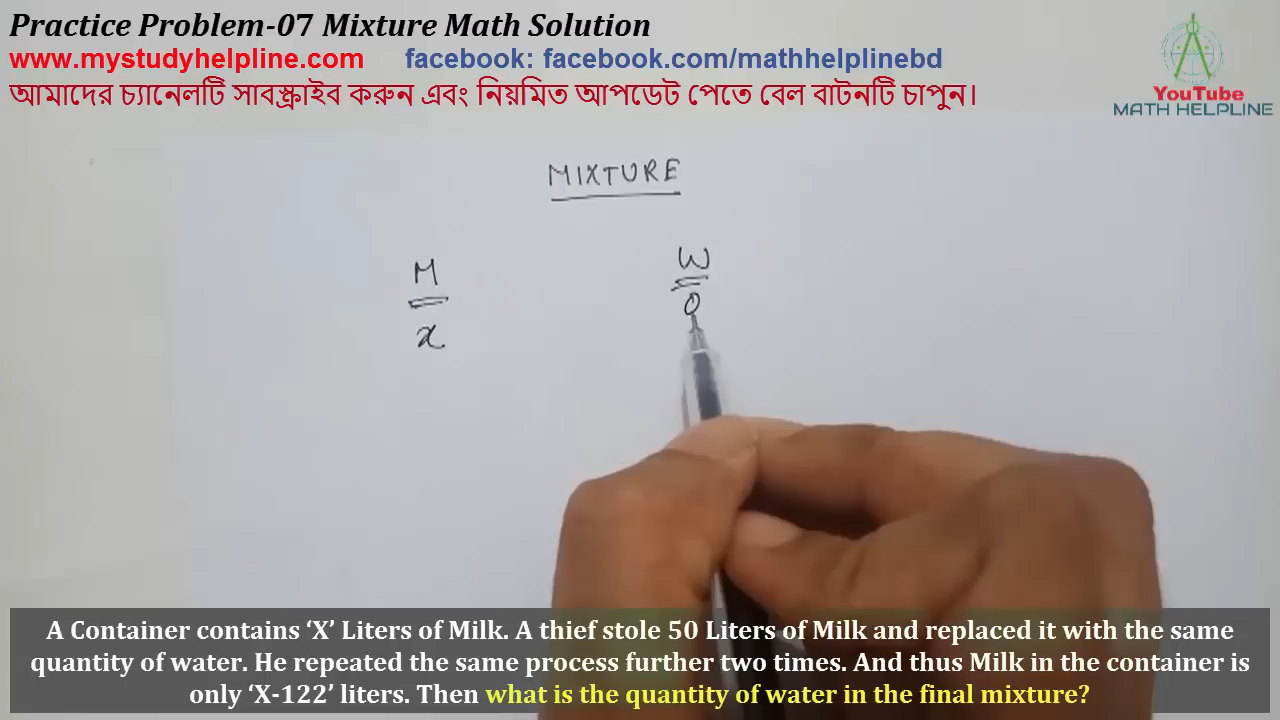 Practice Problem-07 Mixture Math Solution
www.mystudyhelpline.com facebook: facebook.com/mathhelplinebd
আমাদের চ্যানেলটি সাবস্ক্রাইব করুন এবং নিয়মিত আপডেট পেতে বেল বাটনটি চাপুন।
YouTube
MATH HELPLINE
MIXTURE
M W
x 0
A Container contains ‘X’ Liters of Milk. A thief stole 50 Liters of Milk and replaced it with the same
quantity of water. He repeated the same process further two times. And thus Milk in the container is
only ‘X-122’ liters. Then what is the quantity of water in the final mixture?